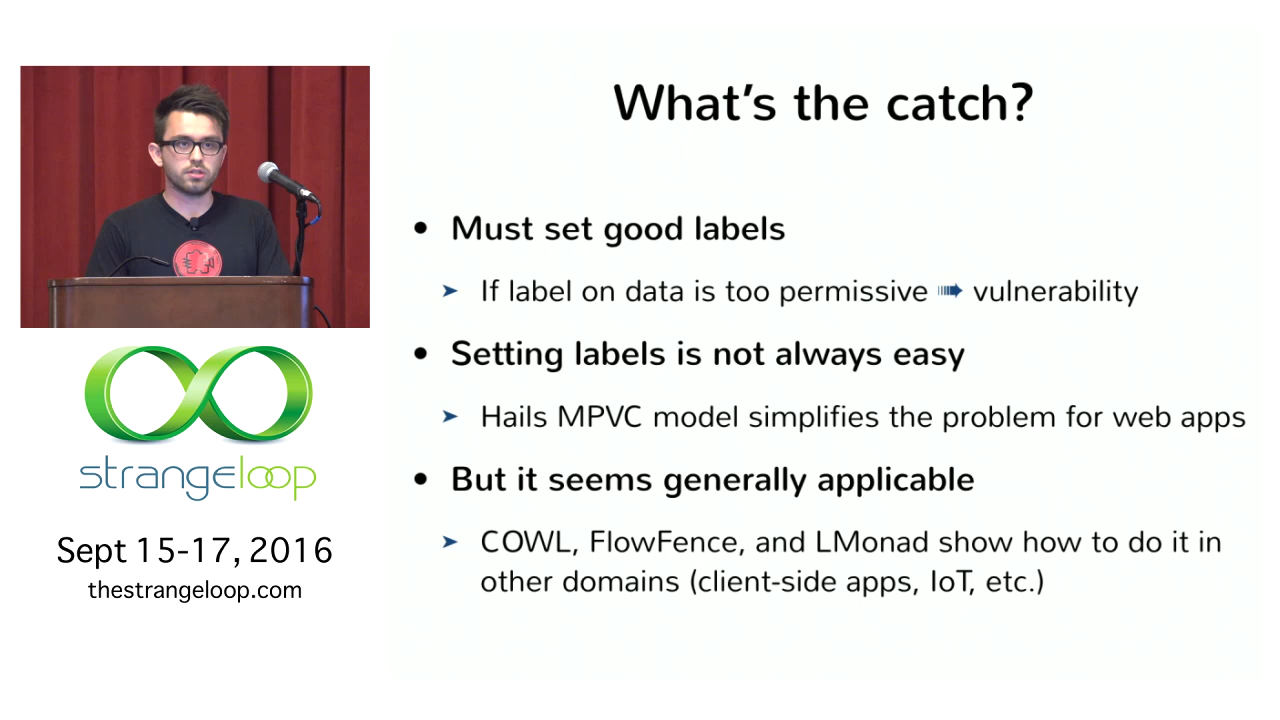 What's the catch?
• Must set good labels
➤ If label on data is too permissive ➠ vulnerability
• Setting labels is not always easy
➤ Hails MPVC model simplifies the problem for web apps
• But it seems generally applicable
➤ COWL, FlowFence, and LMonad show how to do it in
other domains (client-side apps, IoT, etc.)
strangeloop
Sept 15-17, 2016
thestrangeloop.com